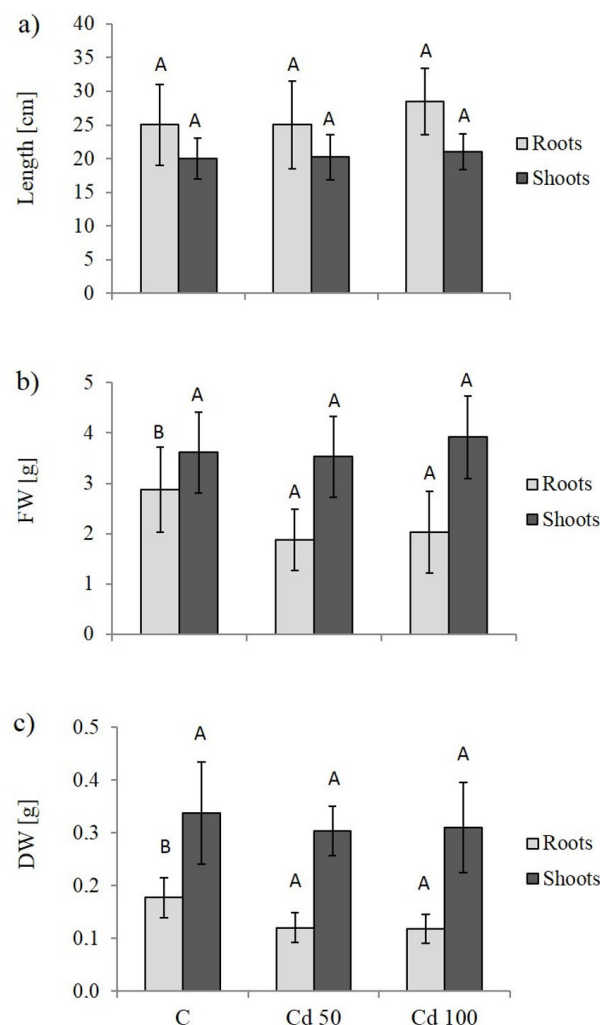 a)
Length [cm]
40
35
30
25
20
15
10
5
0
A
A
A
A
A
A
Roots
Shoots
b)
FW [g]
5
4
3
2
1
0
B
A
A
A
A
A
Roots
Shoots
c)
DW [g]
0.5
0.4
0.3
0.2
0.1
0.0
B
A
A
A
A
A
Roots
Shoots
C Cd 50 Cd 100